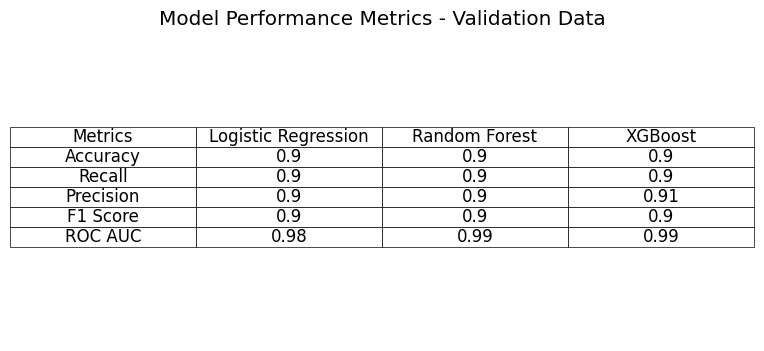 Model Performance Metrics - Validation Data
Metrics Logistic Regression Random Forest XGBoost
Accuracy 0.9 0.9 0.9
Recall 0.9 0.9 0.9
Precision 0.9 0.9 0.91
F1 Score 0.9 0.9 0.9
ROC AUC 0.98 0.99 0.99